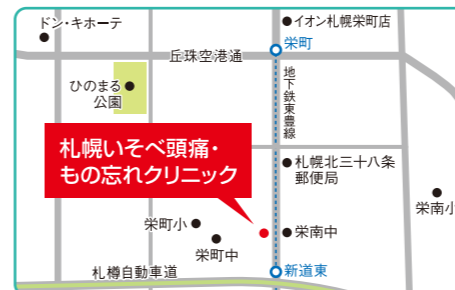 ドン・キホーテ
イオン札幌栄町店
栄町
丘珠空港通
地下鉄東豊線
ひのまる
公園
札幌いそべ頭痛・
もの忘れクリニック
札幌北三十八条
郵便局
栄南小
栄町小
栄町中
栄南中
札樽自動車道
新道東